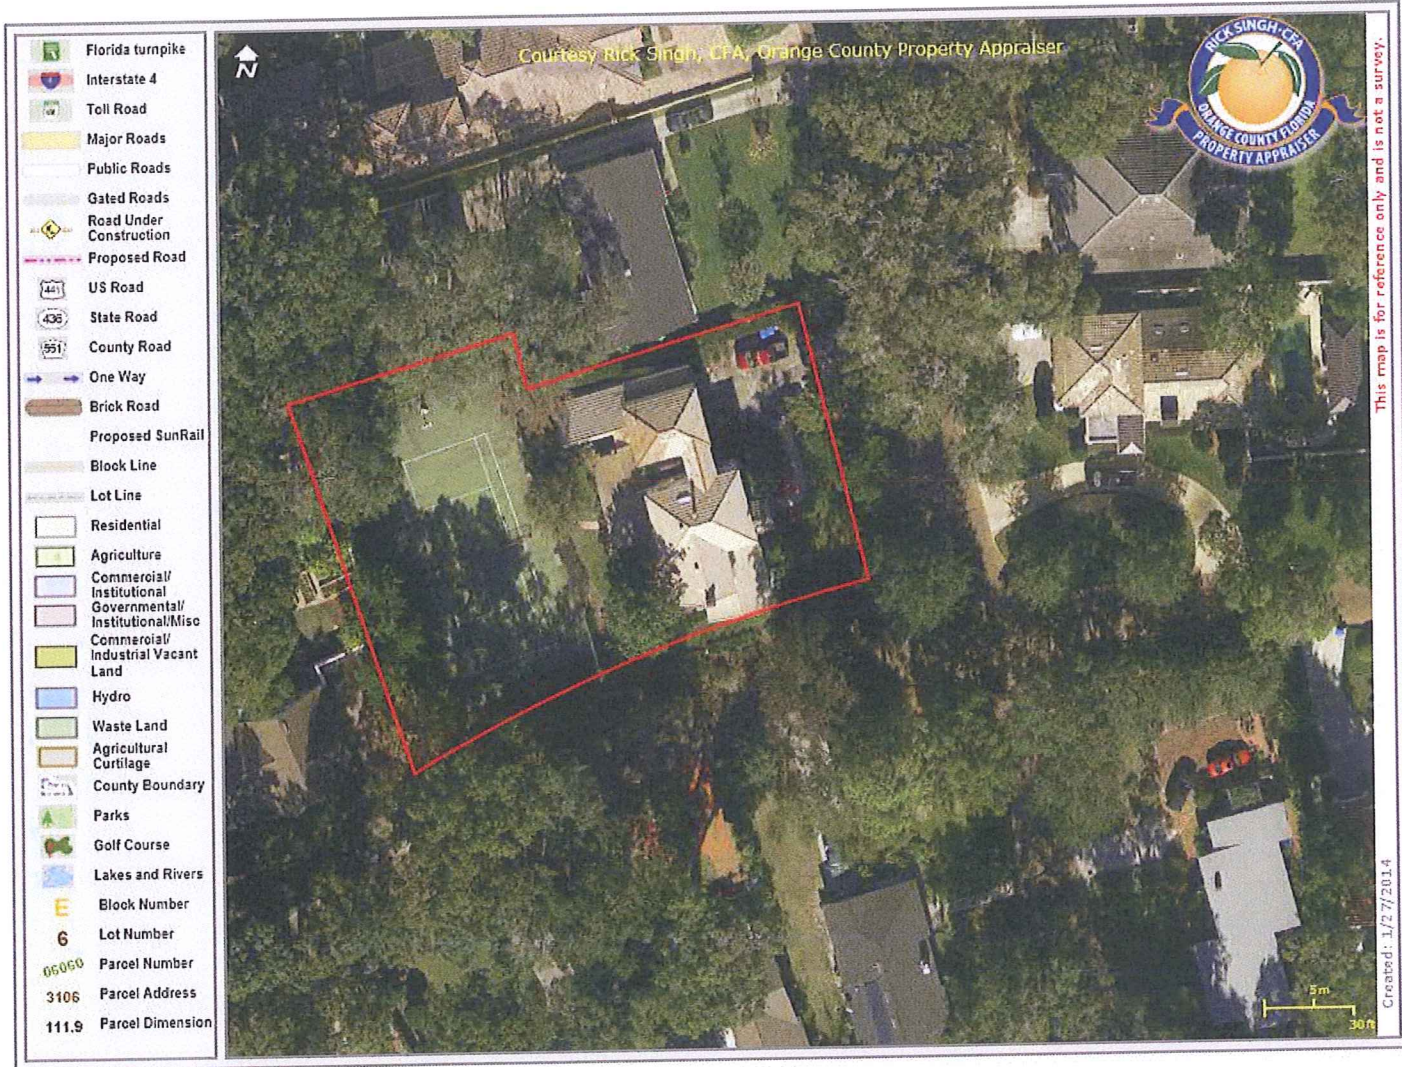 Florida turnpike
Interstate 4
Toll Road
Major Roads
Public Roads
Gated Roads
Road Under
Construction
Proposed Road
441
US Road
436
State Road
551
County Road
One Way
Brick Road
Proposed SunRail
Block Line
Lot Line
Residential
Agriculture
Commercial/
Institutional
Governmental/
Institutional/Misc
Commercial/
Industrial Vacant
Land
Hydro
Waste Land
Agricultural
Curtilage
County Boundary
Parks
Golf Course
Lakes and Rivers
E
Block Number
6
Lot Number
06060
Parcel Number
3106
Parcel Address
111.9
Parcel Dimension
N
Courtesy Rick Singh, CFA, Orange County Property Appraiser
RICK SINGH·CFA
ORANGE COUNTY FLORIDA
PROPERTY APPRAISER
This map is for reference only and is not a survey.
Created: 1/27/2014
5m
30ft